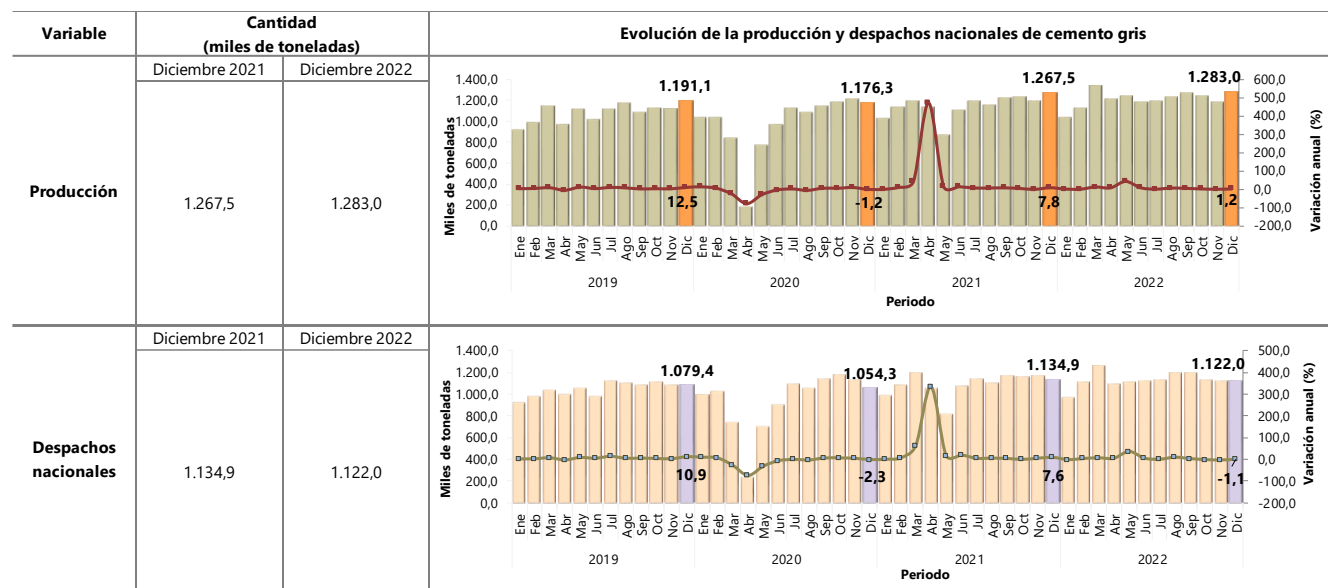 Variable
Cantidad
(miles de toneladas)
Evolución de la producción y despachos nacionales de cemento gris
Diciembre 2021
Diciembre 2022
Producción
1.267,5
1.283,0
Miles de toneladas
1.400,0
1.200,0
1.000,0
800,0
600,0
400,0
200,0
0,0
1.191,1
1.176,3
1.267,5
1.283,0
12,5
-1,2
7,8
1,2
600,0
500,0
400,0
300,0
200,0
100,0
0,0
-100,0
-200,0
Variación anual (%)
Ene Feb Mar Abr May Jun Jul Ago Sep Oct Nov Dic Ene Feb Mar Abr May Jun Jul Ago Sep Oct Nov Dic Ene Feb Mar Abr May Jun Jul Ago Sep Oct Nov Dic Ene Feb Mar Abr May Jun Jul Ago Sep Oct Nov Dic
2019 2020 2021 2022
Periodo
Diciembre 2021
Diciembre 2022
Despachos
nacionales
1.134,9
1.122,0
Miles de toneladas
1.400,0
1.200,0
1.000,0
800,0
600,0
400,0
200,0
0,0
1.079,4
1.054,3
1.134,9
1.122,0
10,9
-2,3
7,6
-1,1
500,0
400,0
300,0
200,0
100,0
0,0
-100,0
-200,0
Variación anual (%)
Ene Feb Mar Abr May Jun Jul Ago Sep Oct Nov Dic Ene Feb Mar Abr May Jun Jul Ago Sep Oct Nov Dic Ene Feb Mar Abr May Jun Jul Ago Sep Oct Nov Dic Ene Feb Mar Abr May Jun Jul Ago Sep Oct Nov Dic
2019 2020 2021 2022
Periodo